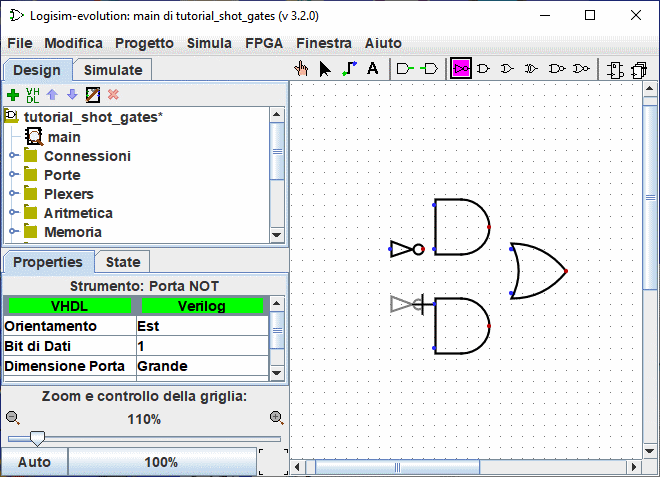 Logisim-evolution: main di tutorial_shot_gates (v 3.2.0)
File Modifica Progetto Simula FPGA Finestra Aiuto
Design Simulate
A
VH
DL
tutorial_shot_gates*
main
Connessioni
Porte
Plexers
Aritmetica
Memoria
Properties State
Strumento: Porta NOT
VHDL Verilog
Orientamento Est
Bit di Dati 1
Dimensione Porta Grande
Zoom e controllo della griglia:
110%
Auto 100%